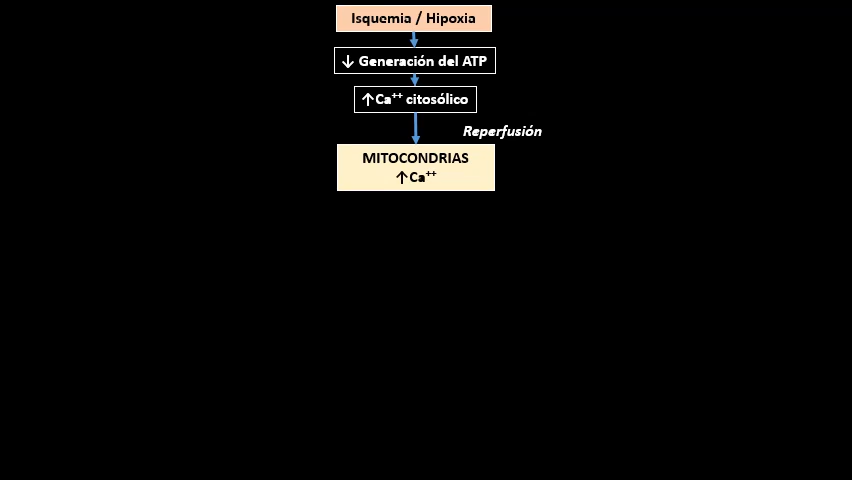 Isquemia / Hipoxia
↓ Generación del ATP
↑Ca⁺⁺ citosólico
Reperfusión
MITOCONDRIAS
↑Ca⁺⁺